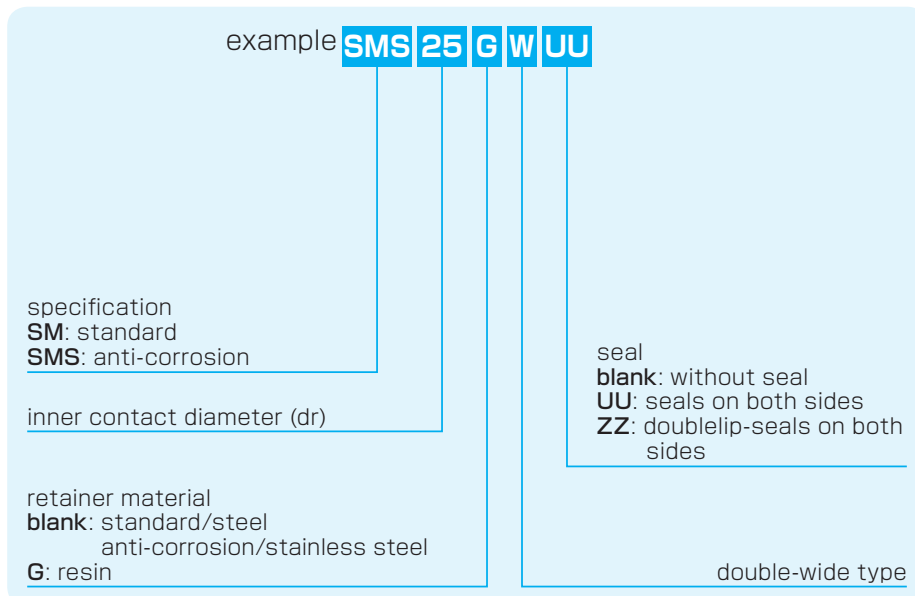 example SMS 25 G W UU
specification
SM: standard
SMS: anti-corrosion
inner contact diameter (dr)
retainer material
blank: standard/steel
anti-corrosion/stainless steel
G: resin
seal
blank: without seal
UU: seals on both sides
ZZ: doublelip-seals on both
sides
double-wide type